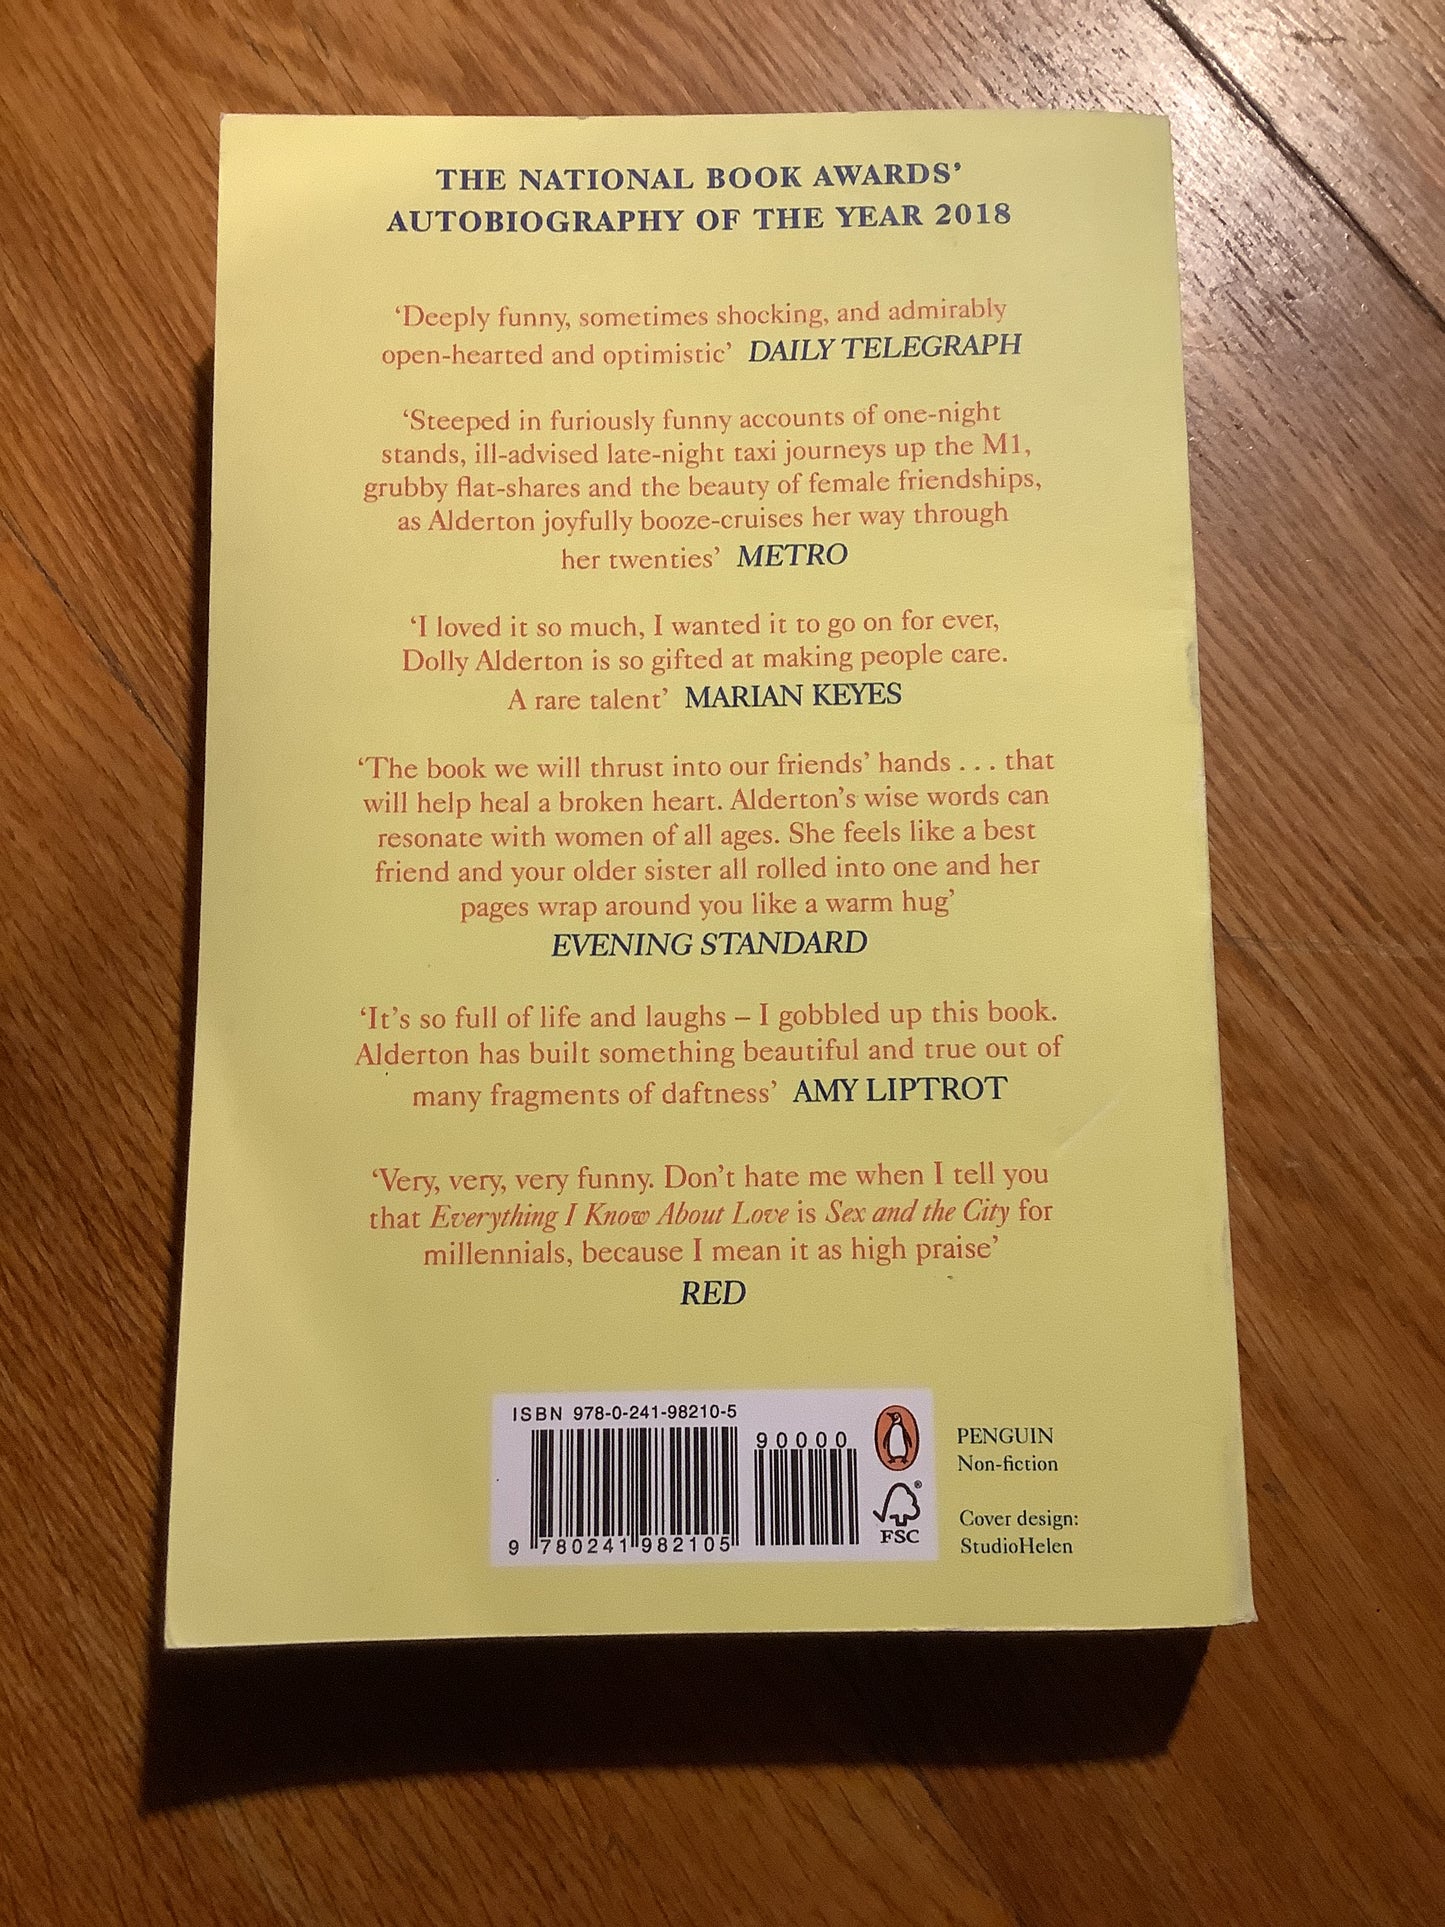 THE NATIONAL BOOK AWARDS’
AUTOBIOGRAPHY OF THE YEAR 2018
‘Deeply funny, sometimes shocking, and admirably
open-hearted and optimistic’ DAILY TELEGRAPH
‘Steeped in furiously funny accounts of one-night
stands, ill-advised late-night taxi journeys up the M1,
grubby flat-shares and the beauty of female friendships,
as Alderton joyfully booze-cruises her way through
her twenties’ METRO
‘I loved it so much, I wanted it to go on for ever,
Dolly Alderton is so gifted at making people care.
A rare talent’ MARIAN KEYES
‘The book we will thrust into our friends’ hands . . . that
will help heal a broken heart. Alderton’s wise words can
resonate with women of all ages. She feels like a best
friend and your older sister all rolled into one and her
pages wrap around you like a warm hug’
EVENING STANDARD
‘It’s so full of life and laughs – I gobbled up this book.
Alderton has built something beautiful and true out of
many fragments of daftness’ AMY LIPTROT
‘Very, very, very funny. Don’t hate me when I tell you
that Everything I Know About Love is Sex and the City for
millennials, because I mean it as high praise’
RED
ISBN 978-0-241-98210-5
90000
9 780241 982105
FSC
®
PENGUIN
Non-fiction
Cover design:
StudioHelen